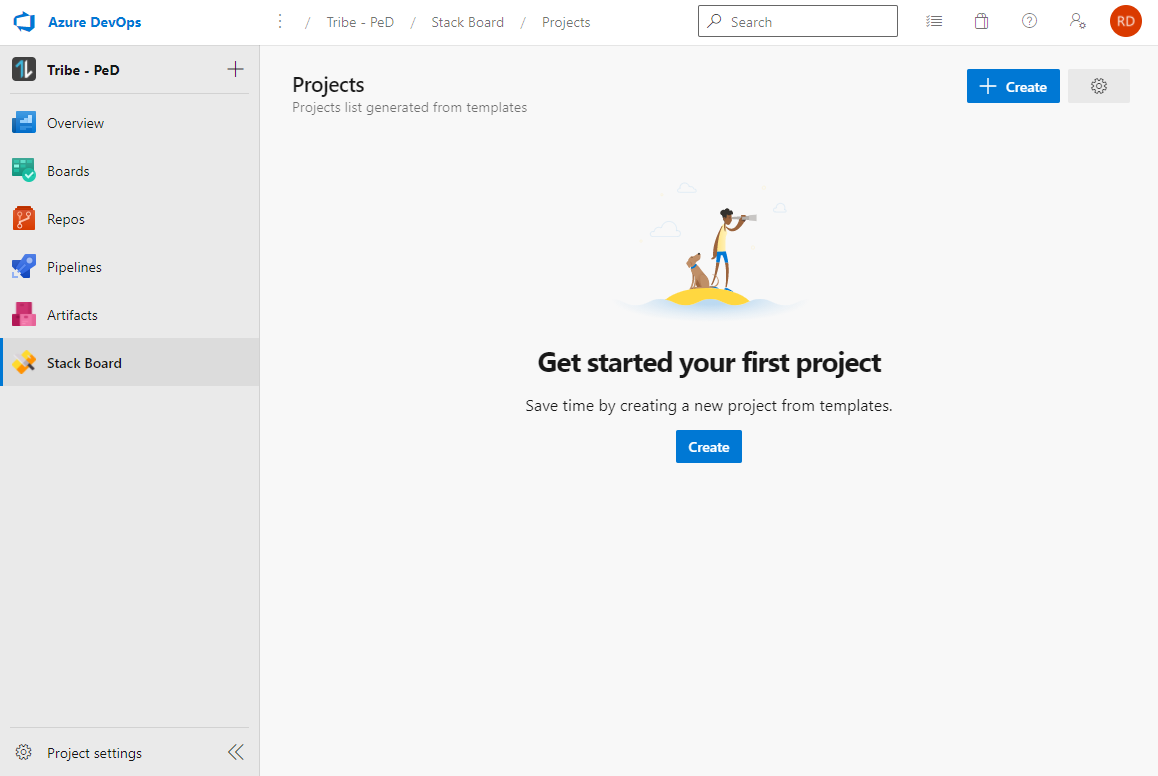 Azure DevOps / Tribe - PeD / Stack Board / Projects Search RD
Tribe - PeD
Overview
Boards
Repos
Pipelines
Artifacts
Stack Board
Project settings
Projects
Projects list generated from templates
Create
Get started your first project
Save time by creating a new project from templates.
Create